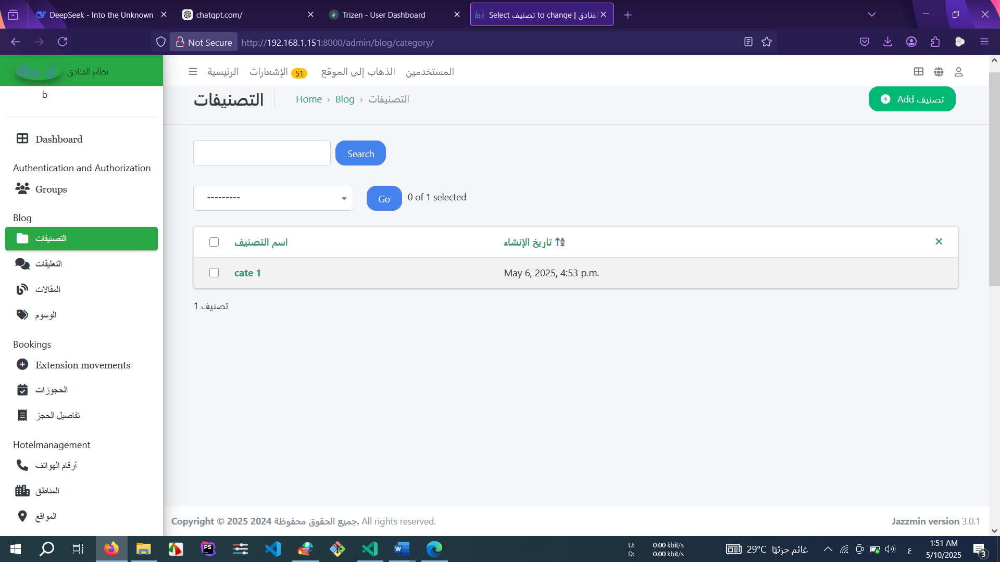 DeepSeek - Into the Unknown
chatgpt.com/
Trizen - User Dashboard
Select تصنيف to change | الفنادق
Not Secure
http://192.168.1.151:8000/admin/blog/category/
نظام الفنادق
الرئيسية
الإشعارات 51
الذهاب إلى الموقع
المستخدمين
b
التصنيفات
Home › Blog › التصنيفات
Add تصنيف
Dashboard
Authentication and Authorization
Groups
Blog
التصنيفات
التعليقات
المقالات
الوسوم
Bookings
Extension movements
الحجوزات
تفاصيل الحجز
Hotelmanagement
أرقام الهواتف
المناطق
المواقع
Search
---------
Go
0 of 1 selected
اسم التصنيف
تاريخ الإنشاء
cate 1
May 6, 2025, 4:53 p.m.
1 تصنيف
Copyright © 2025 2024 جميع الحقوق محفوظة. All rights reserved.
Jazzmin version 3.0.1
U: 0.00 kbit/s
D: 0.00 kbit/s
29°C غائم جزئيًا
ع
1:51 AM
5/10/2025
3